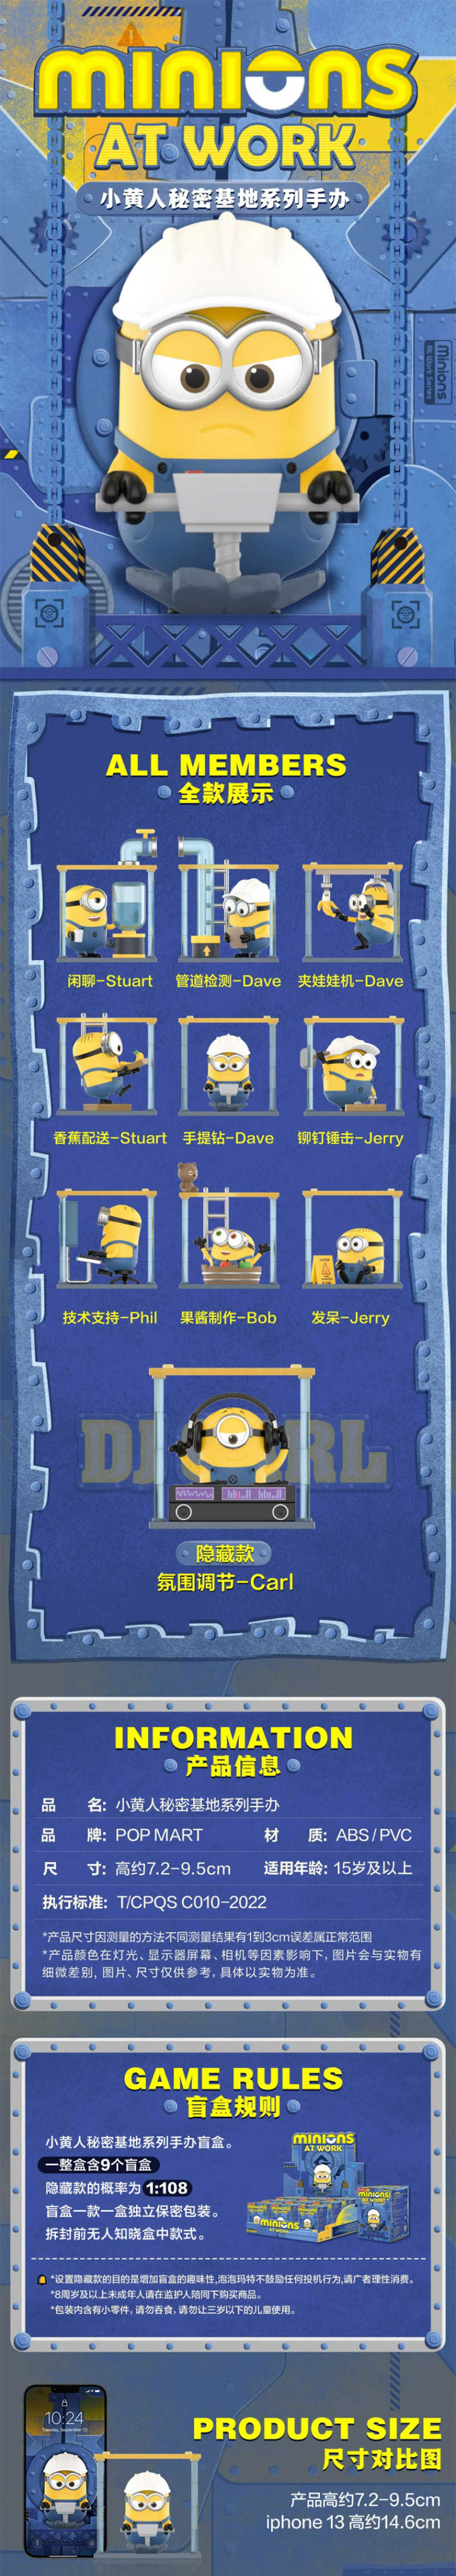 MINIONS
AT WORK
小黄人秘密基地系列手办
Minions
At Work Series
ALL MEMBERS
全款展示
闲聊-Stuart
管道检测-Dave
夹娃娃机-Dave
香蕉配送-Stuart
手提钻-Dave
铆钉锤击-Jerry
技术支持-Phil
果酱制作-Bob
发呆-Jerry
隐藏款
氛围调节-Carl
INFORMATION
产品信息
品 名: 小黄人秘密基地系列手办
品 牌: POP MART 材 质: ABS/PVC
尺 寸: 高约7.2-9.5cm 适用年龄: 15岁及以上
执行标准: T/CPQS C010-2022
*产品尺寸因测量的方法不同测量结果有1到3cm误差属正常范围
*产品颜色在灯光、显示器屏幕、相机等因素影响下, 图片会与实物有
细微差别, 图片、尺寸仅供参考, 具体以实物为准。
GAME RULES
盲盒规则
小黄人秘密基地系列手办盲盒。
一整盒含9个盲盒
隐藏款的概率为 1:108
盲盒一款一盒独立保密包装。
拆封前无人知晓盒中款式。
MINIONS
AT WORK
minions
minions
*设置隐藏款的目的是增加盲盒的趣味性,泡泡玛特不鼓励任何投机行为,请广者理性消费。
*8周岁及以上未成年人请在监护人陪同下购买商品。
*包装内含有小零件, 请勿吞食, 请勿让三岁以下的儿童使用。
10:24
Tuesday, September 13
PRODUCT SIZE
尺寸对比图
产品高约7.2-9.5cm
iphone 13 高约14.6cm